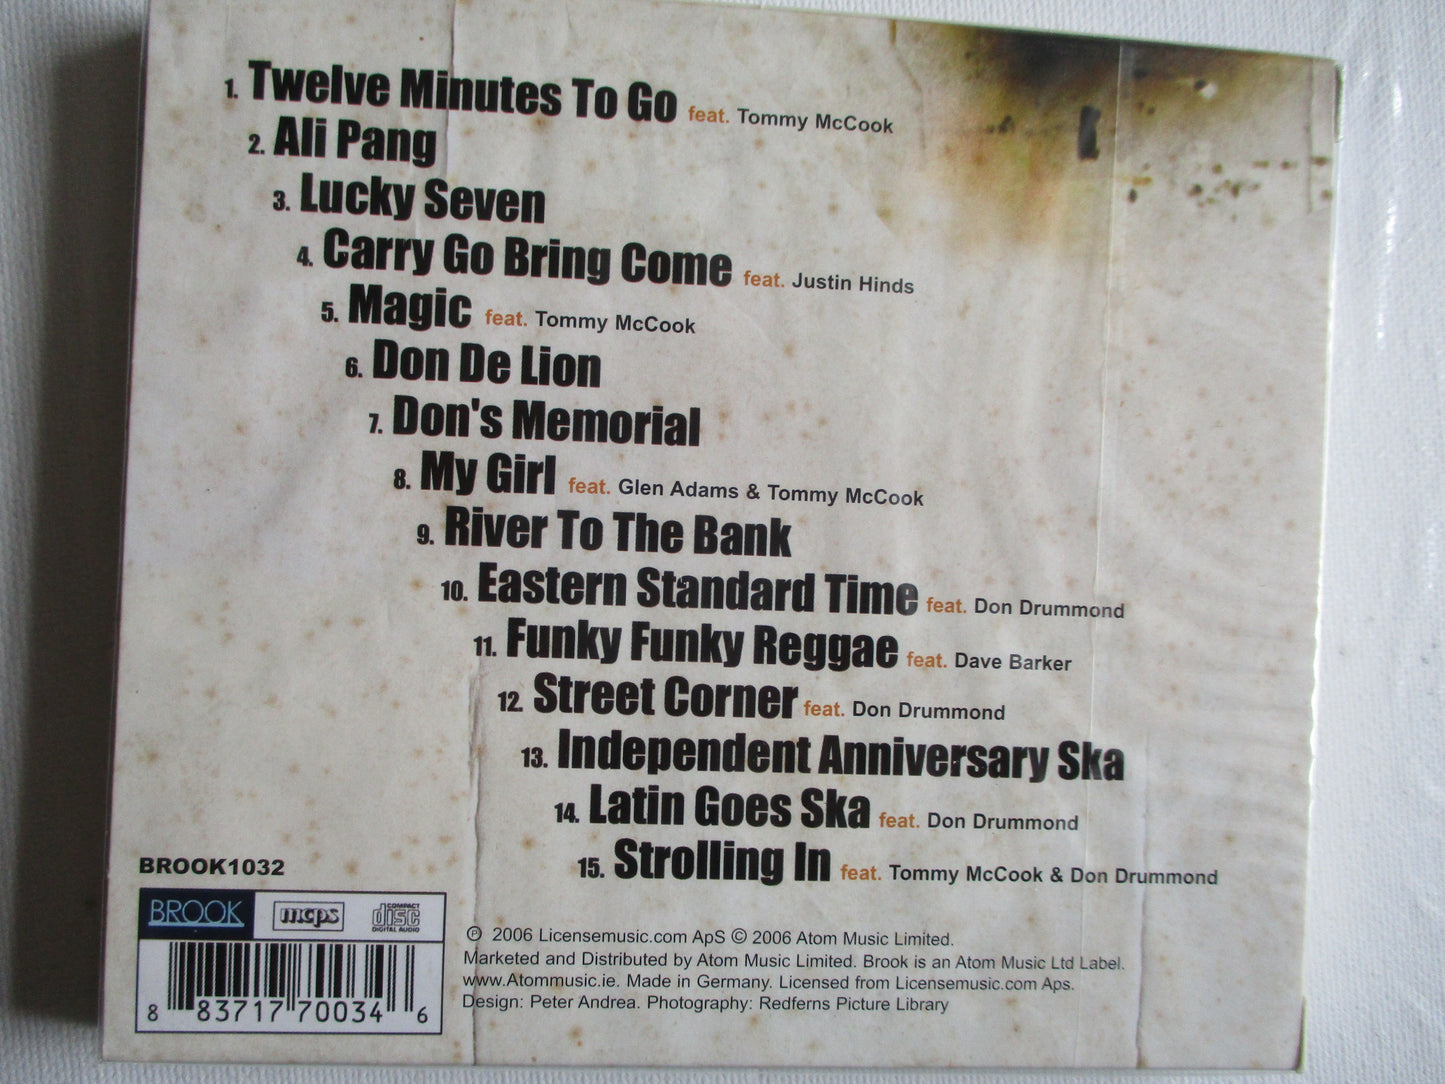 1. Twelve Minutes To Go feat. Tommy McCook
2. Ali Pang
3. Lucky Seven
4. Carry Go Bring Come feat. Justin Hinds
5. Magic feat. Tommy McCook
6. Don De Lion
7. Don's Memorial
8. My Girl feat. Glen Adams & Tommy McCook
9. River To The Bank
10. Eastern Standard Time feat. Don Drummond
11. Funky Funky Reggae feat. Dave Barker
12. Street Corner feat. Don Drummond
13. Independent Anniversary Ska
14. Latin Goes Ska feat. Don Drummond
15. Strolling In feat. Tommy McCook & Don Drummond
BROOK1032
BROOK mcps COMPACT disc DIGITAL AUDIO
8 83717 70034 6
℗ 2006 Licensemusic.com ApS © 2006 Atom Music Limited.
Marketed and Distributed by Atom Music Limited. Brook is an Atom Music Ltd Label.
www.Atommusic.ie. Made in Germany. Licensed from Licensemusic.com Aps.
Design: Peter Andrea. Photography: Redferns Picture Library